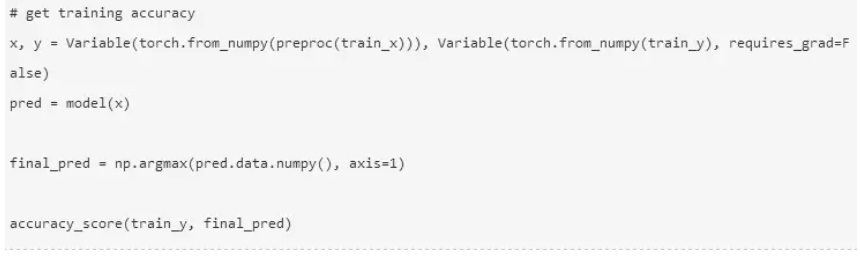 # get training accuracy
x, y = Variable(torch.from_numpy(preproc(train_x))), Variable(torch.from_numpy(train_y), requires_grad=F
alse)
pred = model(x)
final_pred = np.argmax(pred.data.numpy(), axis=1)
accuracy_score(train_y, final_pred)